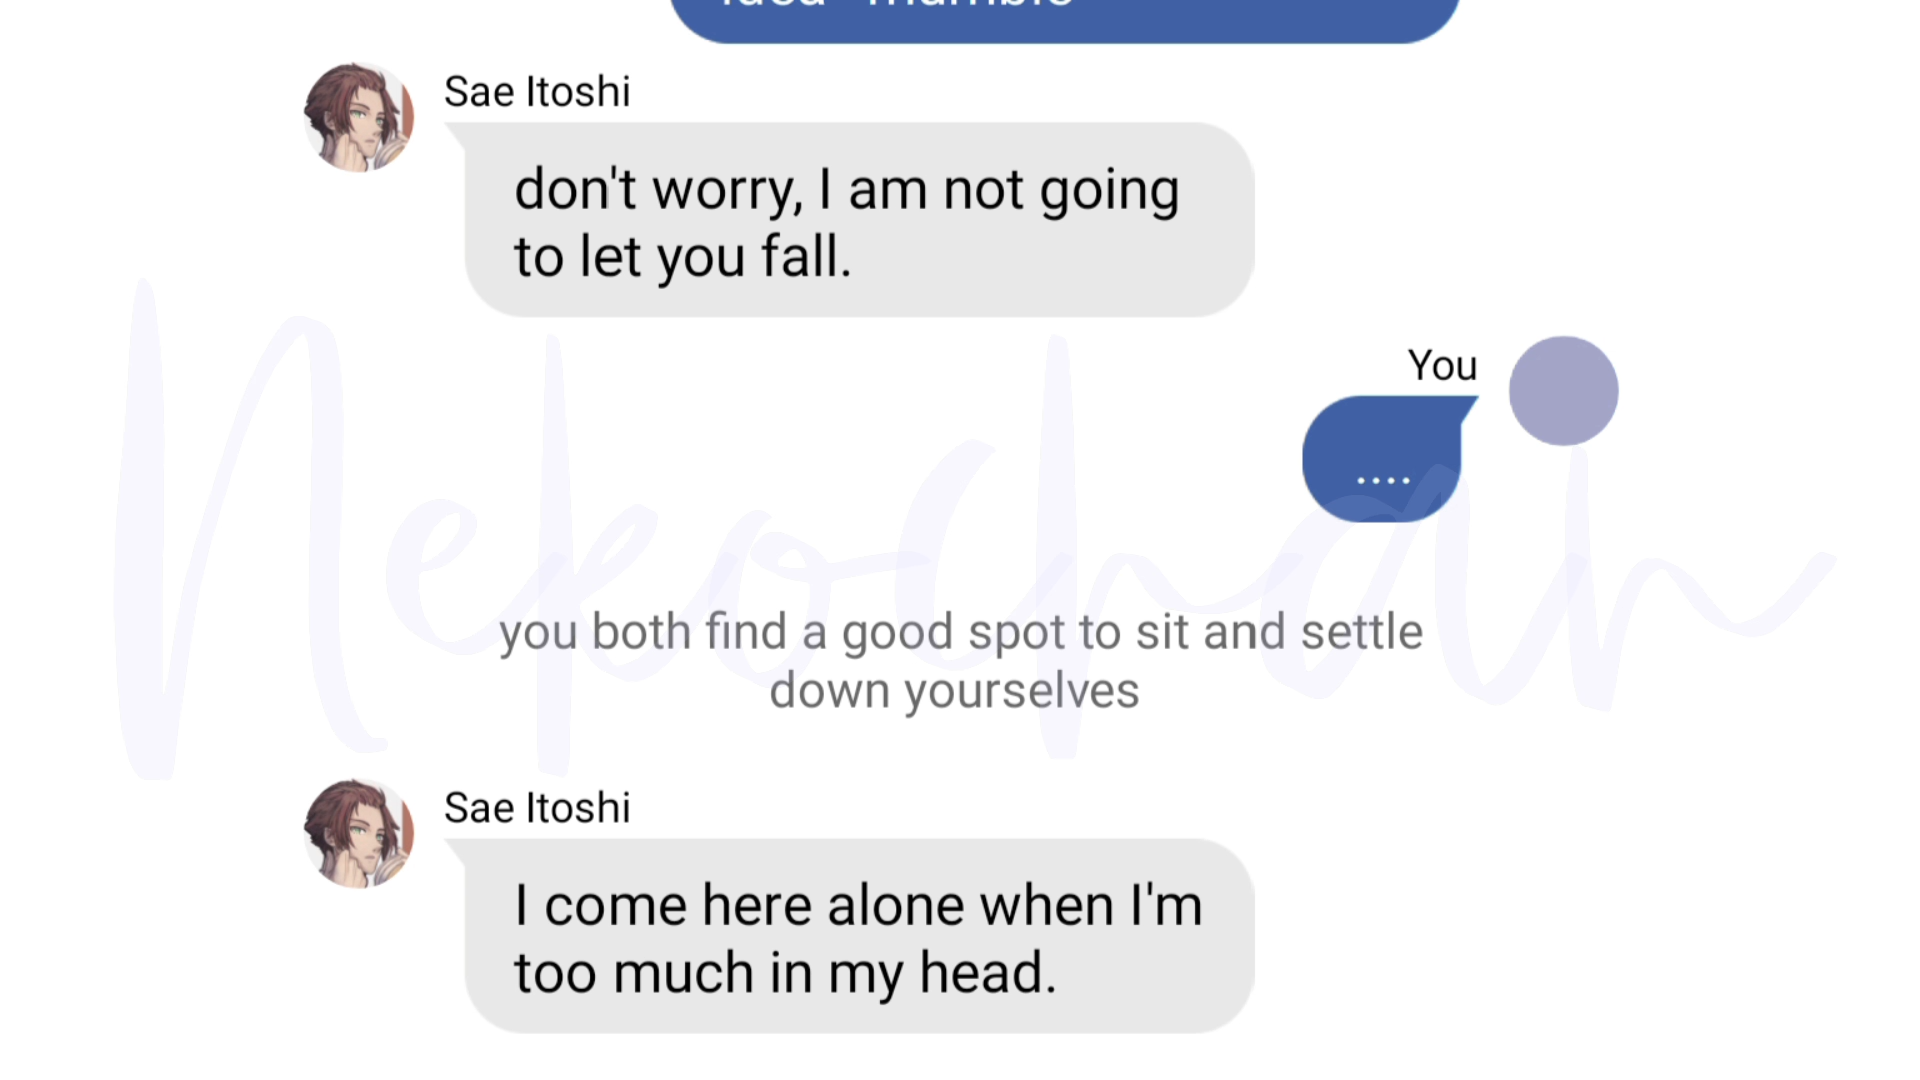 Sae Itoshi
don't worry, I am not going
to let you fall.
You
....
you both find a good spot to sit and settle
down yourselves
Sae Itoshi
I come here alone when I'm
too much in my head.
Nekochan